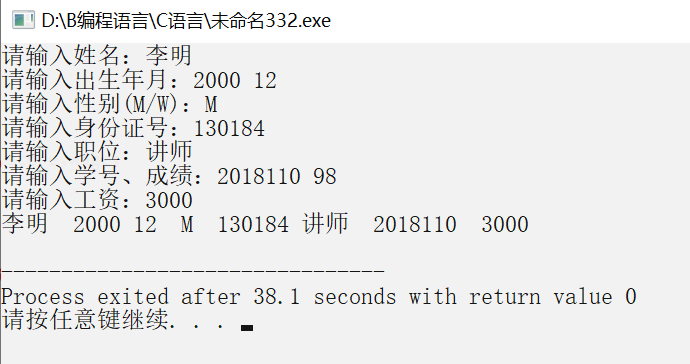 D:\B编程语言\C语言\未命名332.exe
请输入姓名：李明
请输入出生年月：2000 12
请输入性别(M/W)：M
请输入身份证号：130184
请输入职位：讲师
请输入学号、成绩：2018110 98
请输入工资：3000
李明  2000 12  M  130184 讲师  2018110  3000
--------------------------------
Process exited after 38.1 seconds with return value 0
请按任意键继续. . .